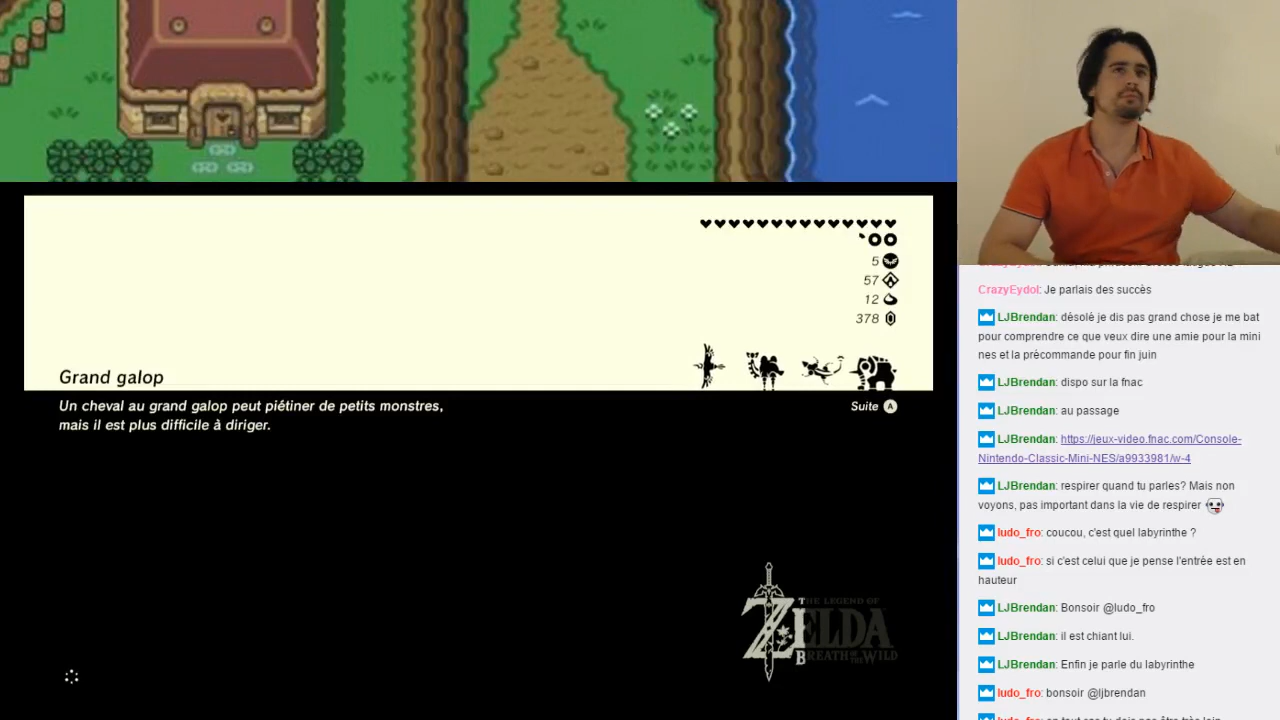 5
57
12
378
Grand galop
Un cheval au grand galop peut piétiner de petits monstres,
mais il est plus difficile à diriger.
Suite A
THE LEGEND OF
ZELDA
BREATH OF THE WILD
CrazyEydol: Je parlais des succès
LJBrendan: désolé je dis pas grand chose je me bat
pour comprendre ce que veux dire une amie pour la mini
nes et la précommande pour fin juin
LJBrendan: dispo sur la fnac
LJBrendan: au passage
LJBrendan: https://jeux-video.fnac.com/Console-
Nintendo-Classic-Mini-NES/a9933981/w-4
LJBrendan: respirer quand tu parles? Mais non
voyons, pas important dans la vie de respirer
ludo_fro: coucou, c'est quel labyrinthe ?
ludo_fro: si c'est celui que je pense l'entrée est en
hauteur
LJBrendan: Bonsoir @ludo_fro
LJBrendan: il est chiant lui.
LJBrendan: Enfin je parle du labyrinthe
ludo_fro: bonsoir @ljbrendan